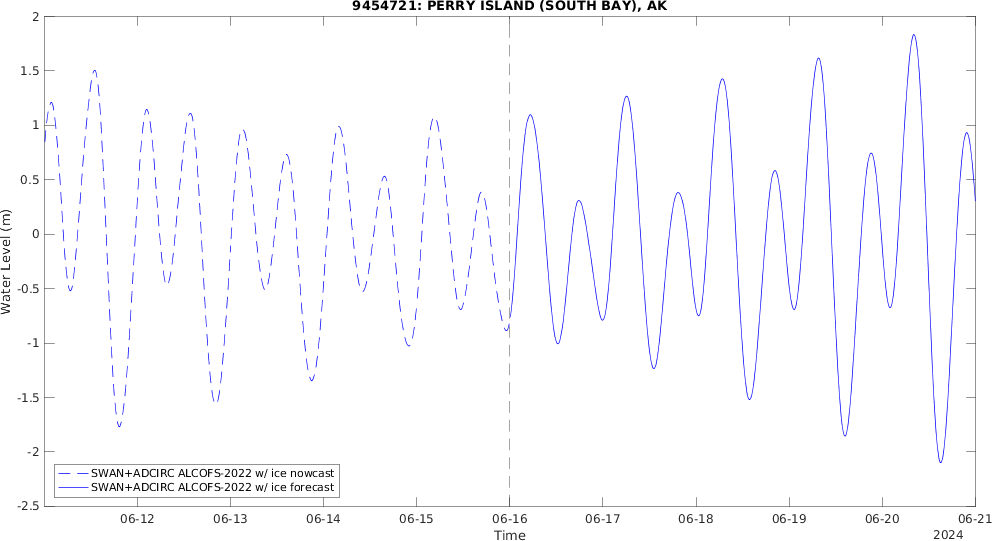 9454721: PERRY ISLAND (SOUTH BAY), AK
Water Level (m)
2
1.5
1
0.5
0
-0.5
-1
-1.5
-2
-2.5
SWAN+ADCIRC ALCOFS-2022 w/ ice nowcast
SWAN+ADCIRC ALCOFS-2022 w/ ice forecast
06-12 06-13 06-14 06-15 06-16 06-17 06-18 06-19 06-20 06-21
Time
2024